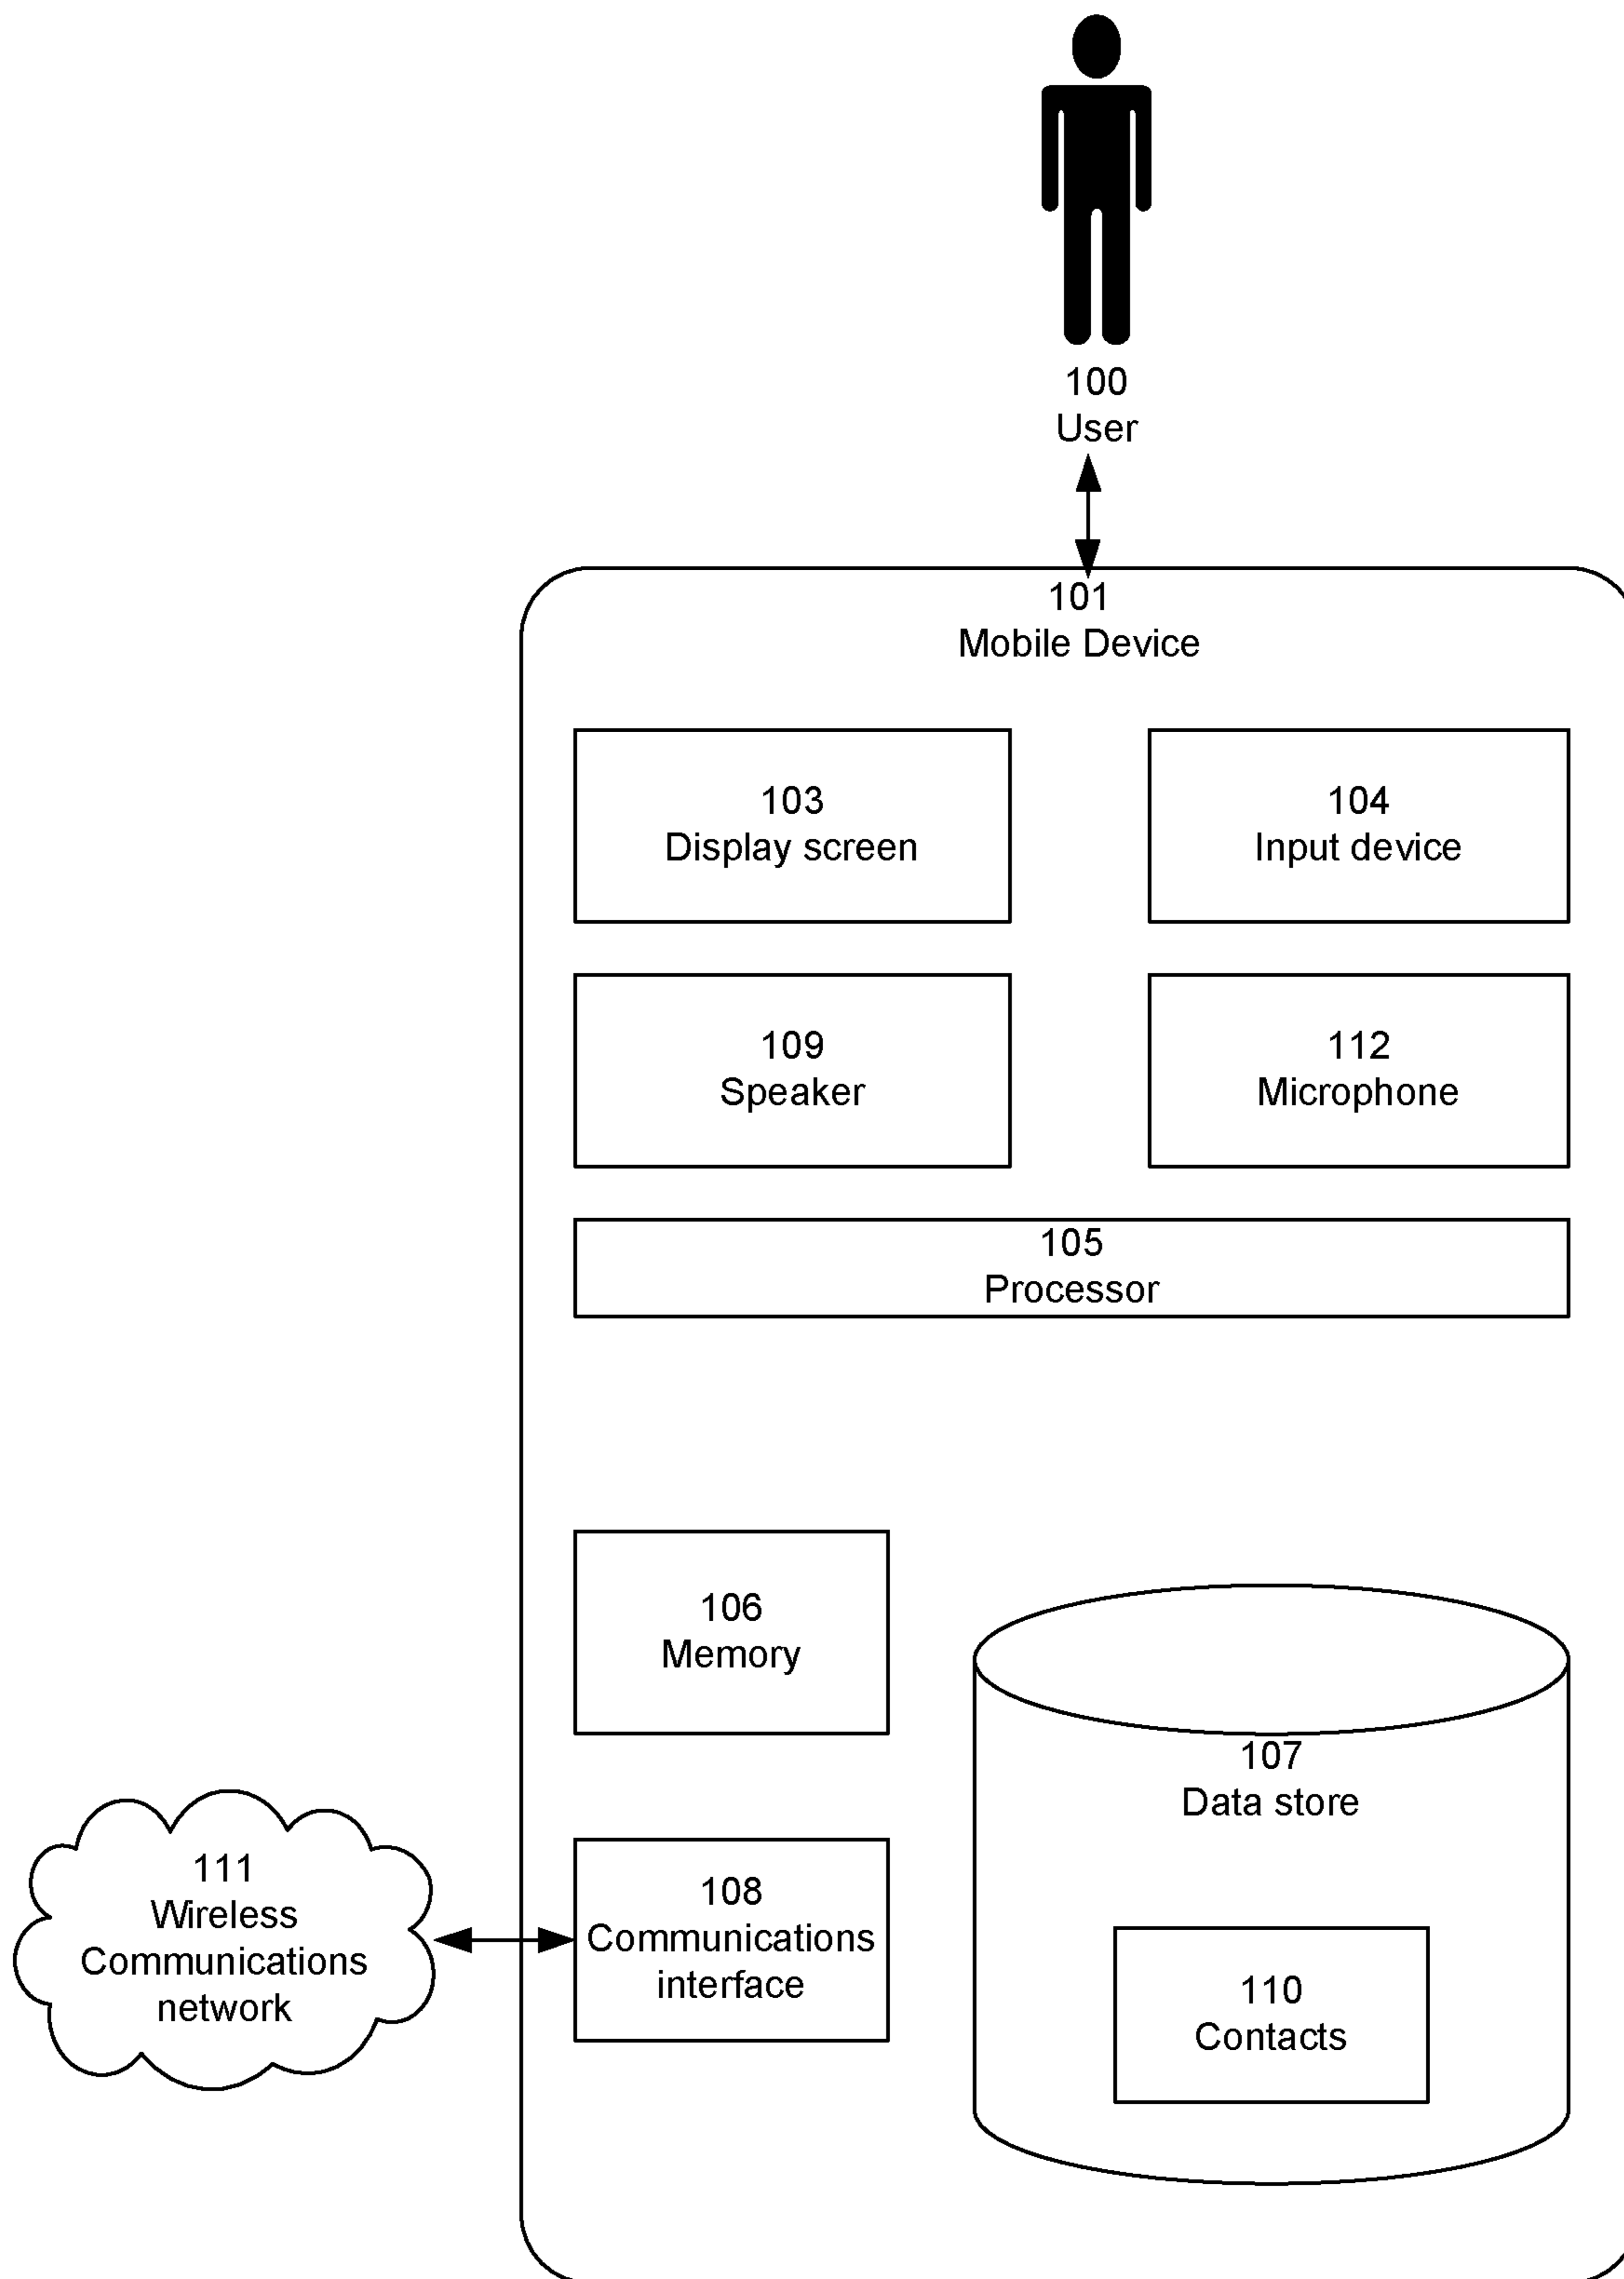 100
User
101
Mobile Device
103
Display screen
104
Input device
109
Speaker
112
Microphone
105
Processor
106
Memory
107
Data store
111
Wireless
Communications
network
108
Communications
interface
110
Contacts